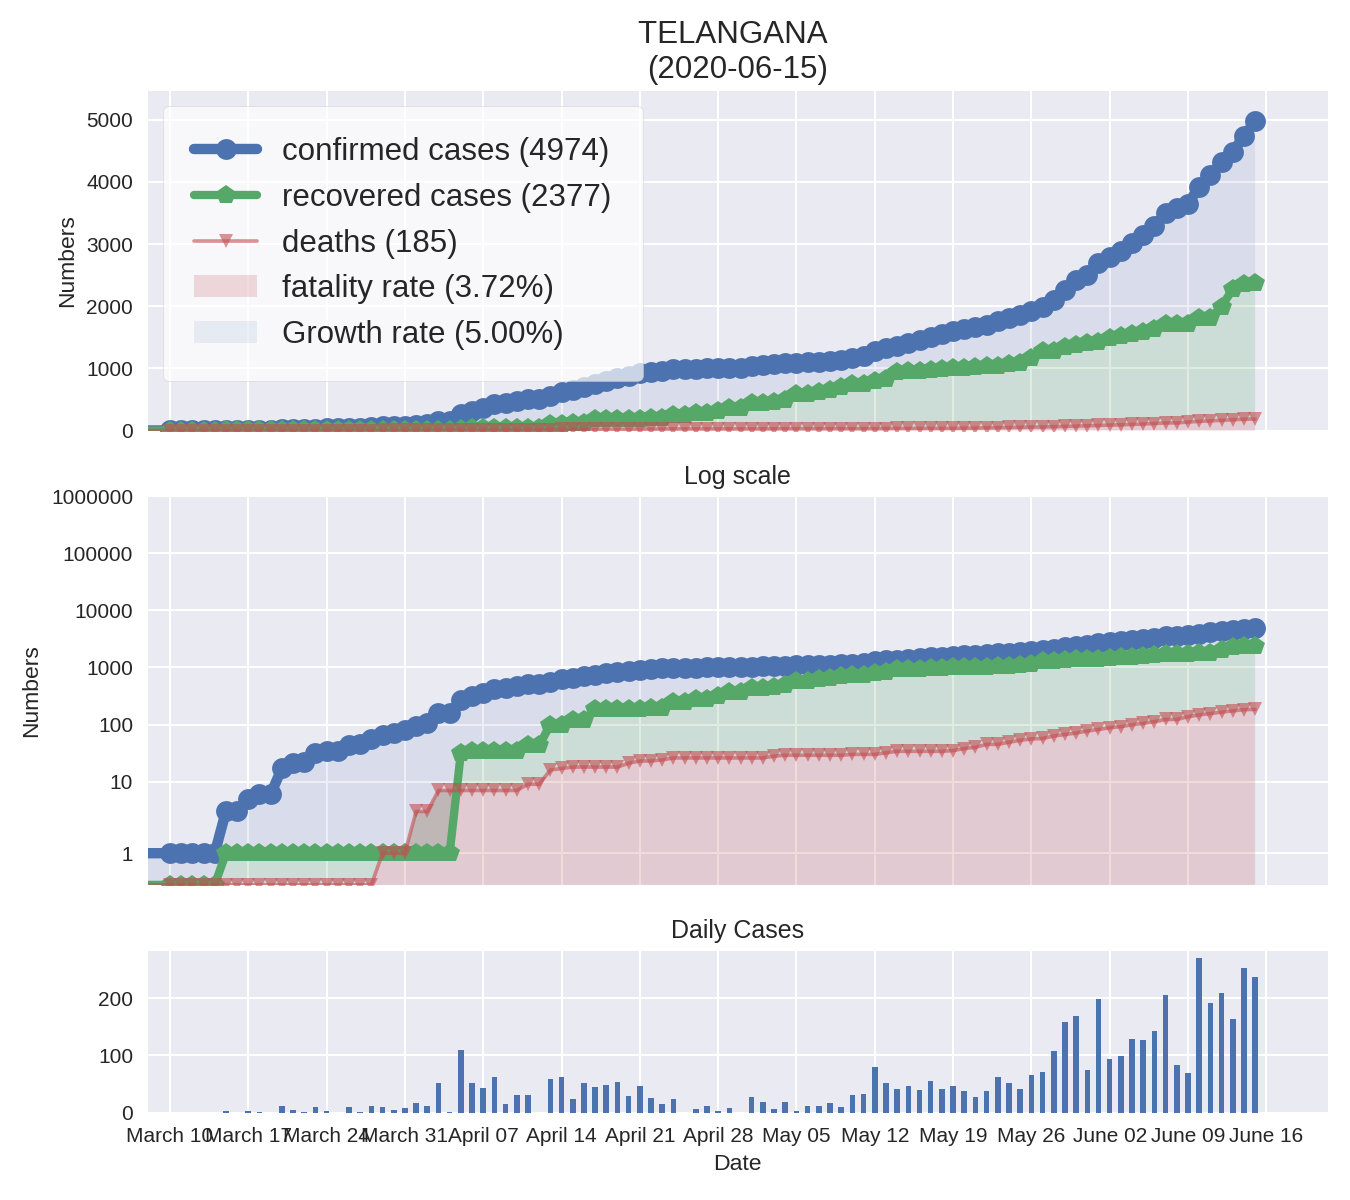 TELANGANA
(2020-06-15)
5000
4000
3000
2000
1000
0
Numbers
confirmed cases (4974)
recovered cases (2377)
deaths (185)
fatality rate (3.72%)
Growth rate (5.00%)
Log scale
1000000
100000
10000
1000
100
10
1
Numbers
Daily Cases
200
100
0
March 10 March 17 March 24 March 31 April 07 April 14 April 21 April 28 May 05 May 12 May 19 May 26 June 02 June 09 June 16
Date